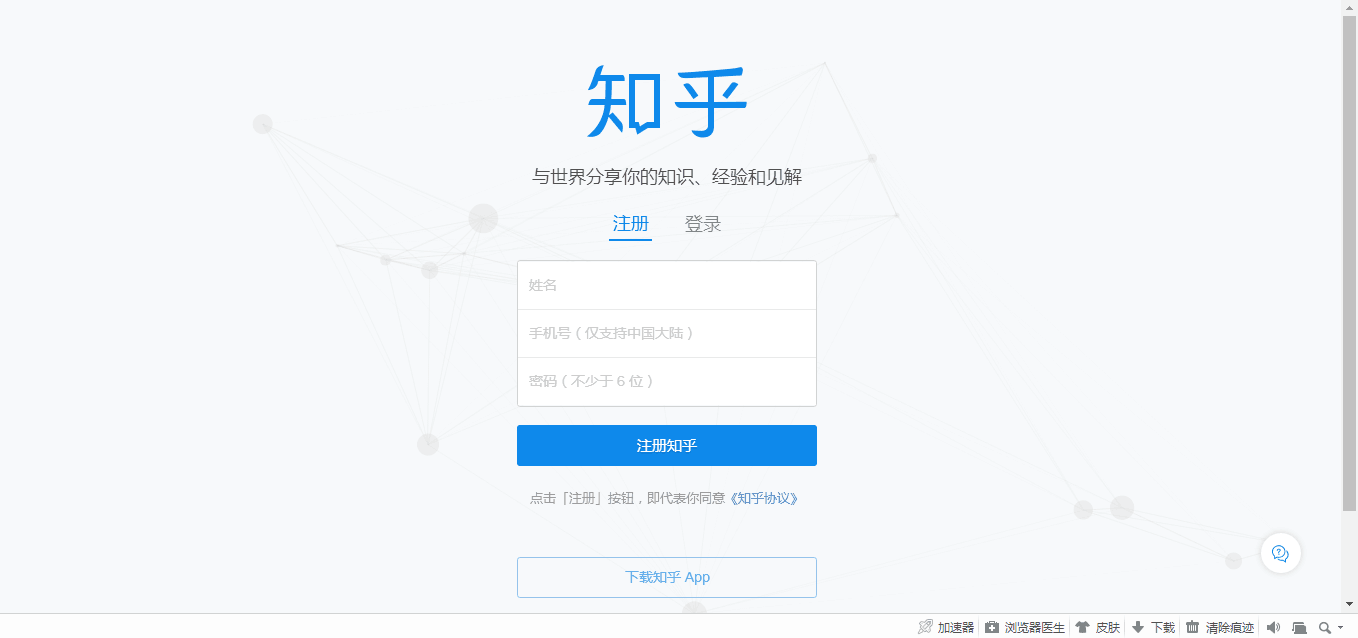 知乎
与世界分享你的知识、经验和见解
注册 登录
姓名
手机号（仅支持中国大陆）
密码（不少于 6 位）
注册知乎
点击「注册」按钮，即代表你同意《知乎协议》
下载知乎 App
加速器 浏览器医生 皮肤 下载 清除痕迹